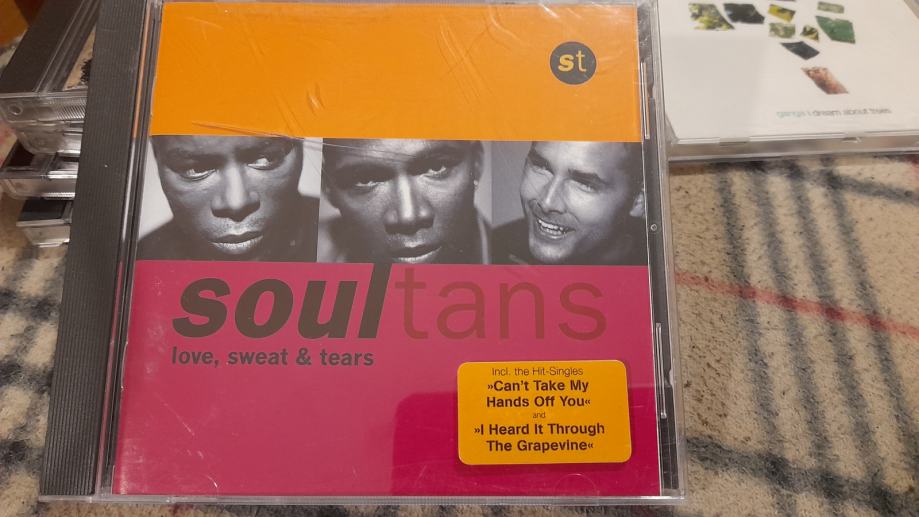 st
soultans
love, sweat & tears
Incl. the Hit-Singles
»Can't Take My
Hands Off You«
and
»I Heard It Through
The Grapevine«
ganga i dream about trees